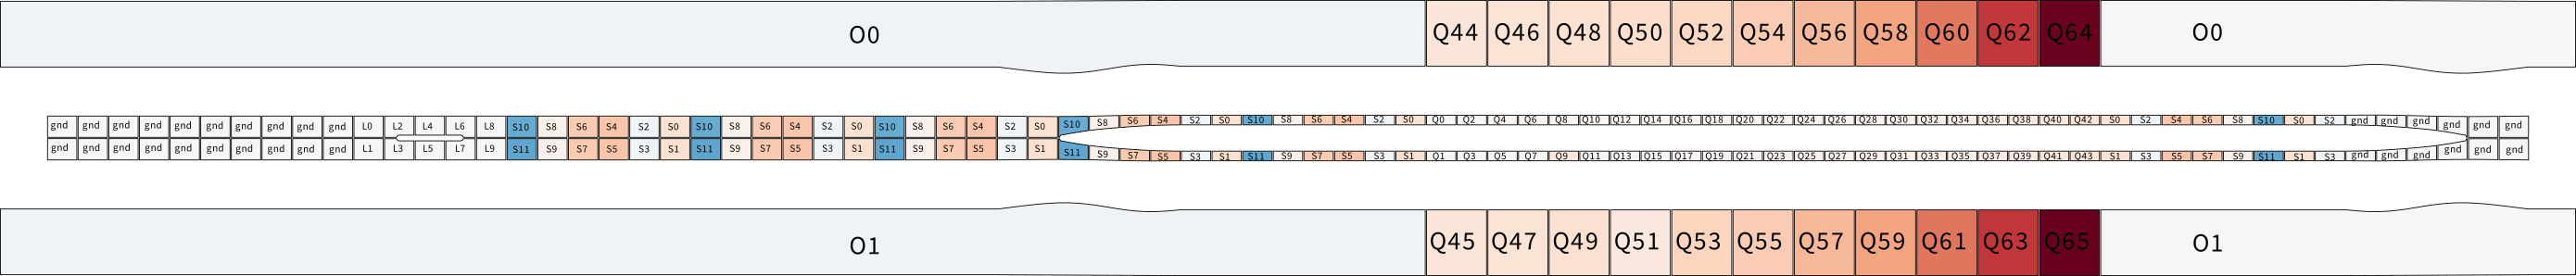 O0 Q44 Q46 Q48 Q50 Q52 Q54 Q56 Q58 Q60 Q62 Q64 O0
gnd gnd gnd gnd gnd gnd gnd gnd gnd gnd L0 L2 L4 L6 L8 S10 S8 S6 S4 S2 S0 S10 S8 S6 S4 S2 S0 S10 S8 S6 S4 S2 S0 S10 S8 S6 S4 S2 S0 S10 S8 S6 S4 S2 S0 Q0 Q2 Q4 Q6 Q8 Q10 Q12 Q14 Q16 Q18 Q20 Q22 Q24 Q26 Q28 Q30 Q32 Q34 Q36 Q38 Q40 Q42 S0 S2 S4 S6 S8 S10 S0 S2 gnd gnd gnd gnd gnd gnd
gnd gnd gnd gnd gnd gnd gnd gnd gnd gnd L1 L3 L5 L7 L9 S11 S9 S7 S5 S3 S1 S11 S9 S7 S5 S3 S1 S11 S9 S7 S5 S3 S1 S11 S9 S7 S5 S3 S1 S11 S9 S7 S5 S3 S1 Q1 Q3 Q5 Q7 Q9 Q11 Q13 Q15 Q17 Q19 Q21 Q23 Q25 Q27 Q29 Q31 Q33 Q35 Q37 Q39 Q41 Q43 S1 S3 S5 S7 S9 S11 S1 S3 gnd gnd gnd gnd gnd gnd
O1 Q45 Q47 Q49 Q51 Q53 Q55 Q57 Q59 Q61 Q63 Q65 O1